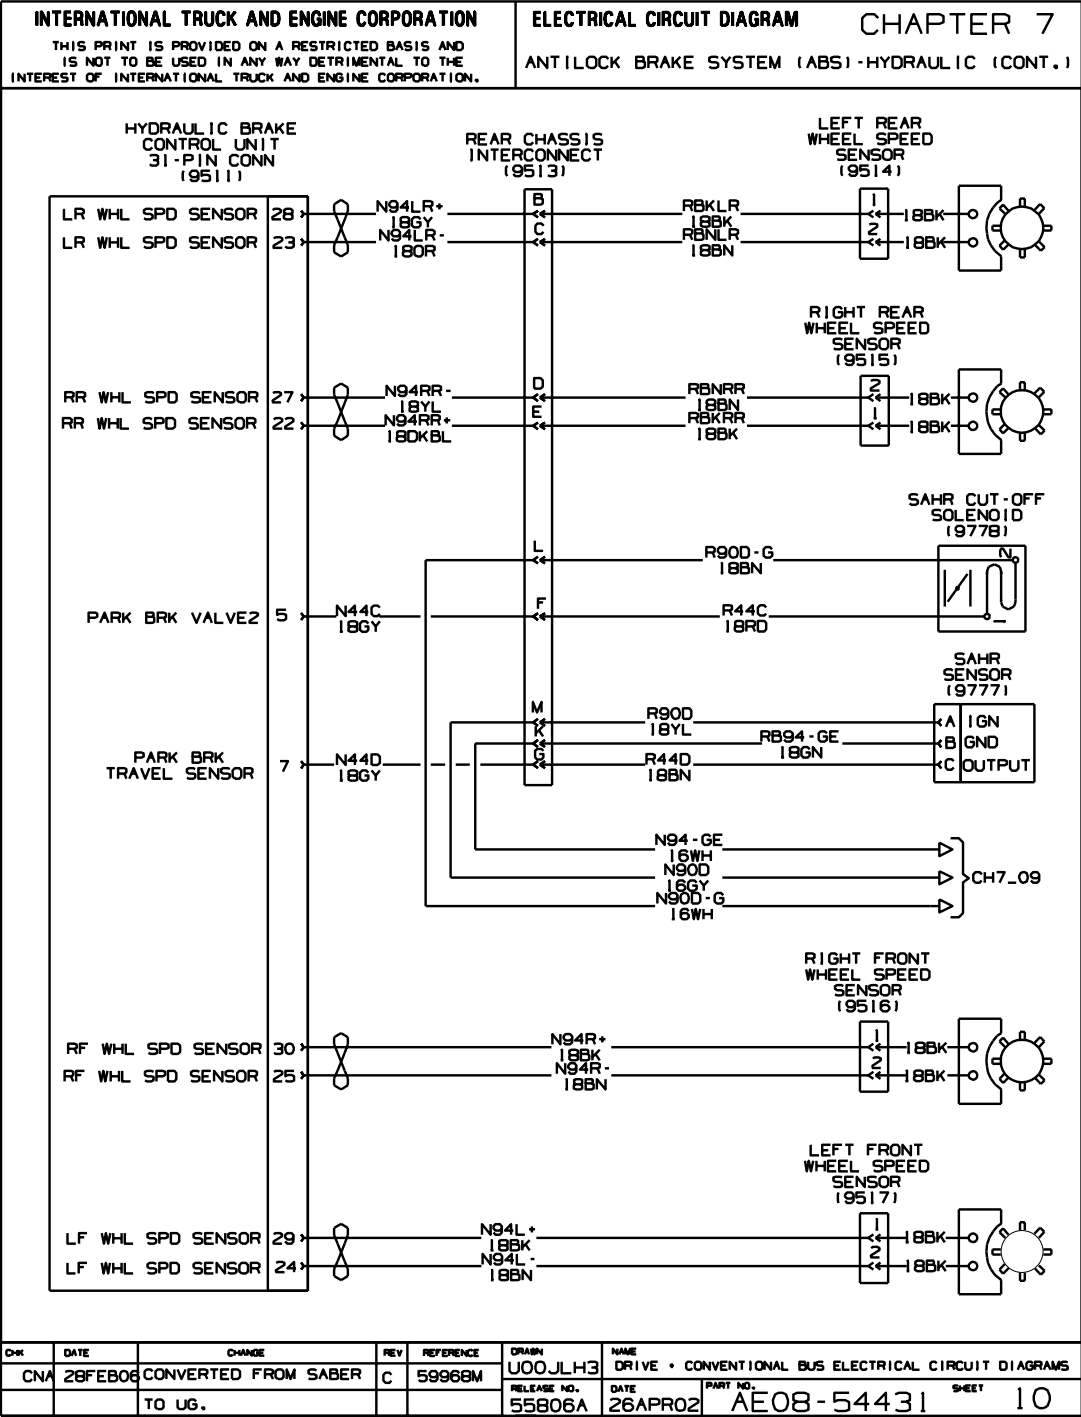 INTERNATIONAL TRUCK AND ENGINE CORPORATION
THIS PRINT IS PROVIDED ON A RESTRICTED BASIS AND
IS NOT TO BE USED IN ANY WAY DETRIMENTAL TO THE
INTEREST OF INTERNATIONAL TRUCK AND ENGINE CORPORATION.
ELECTRICAL CIRCUIT DIAGRAM
CHAPTER 7
ANTILOCK BRAKE SYSTEM (ABS)-HYDRAULIC (CONT.)
HYDRAULIC BRAKE
CONTROL UNIT
31-PIN CONN
(9511)
REAR CHASSIS
INTERCONNECT
(9513)
LEFT REAR
WHEEL SPEED
SENSOR
(9514)
LR WHL SPD SENSOR 28
N94LR+
18GY
B
RBKLR
18BK
1
18BK
LR WHL SPD SENSOR 23
N94LR-
18OR
C
RBNLR
18BN
2
18BK
RIGHT REAR
WHEEL SPEED
SENSOR
(9515)
RR WHL SPD SENSOR 27
N94RR-
18YL
D
RBNRR
18BN
2
18BK
RR WHL SPD SENSOR 22
N94RR+
18DKBL
E
RBKRR
18BK
1
18BK
SAHR CUT-OFF
SOLENOID
(9778)
L
R90D-G
18BN
2
PARK BRK VALVE2 5
N44C
18GY
F
R44C
18RD
1
SAHR
SENSOR
(9777)
M
R90D
18YL
A IGN
K
RB94-GE
18GN
B GND
PARK BRK
TRAVEL SENSOR 7
N44D
18GY
G
R44D
18BN
C OUTPUT
N94-GE
16WH
N90D
16GY
N90D-G
16WH
CH7_09
RIGHT FRONT
WHEEL SPEED
SENSOR
(9516)
RF WHL SPD SENSOR 30
N94R+
18BK
1
18BK
RF WHL SPD SENSOR 25
N94R-
18BN
2
18BK
LEFT FRONT
WHEEL SPEED
SENSOR
(9517)
LF WHL SPD SENSOR 29
N94L+
18BK
1
18BK
LF WHL SPD SENSOR 24
N94L-
18BN
2
18BK
CHK DATE CHANGE REV REFERENCE
CNA 28FEB06 CONVERTED FROM SABER C 59968M
TO UG.
DRAWN
U00JLH3
NAME
DRIVE + CONVENTIONAL BUS ELECTRICAL CIRCUIT DIAGRAMS
RELEASE NO.
55806A
DATE
26APR02
PART NO.
AE08-54431
SHEET
10